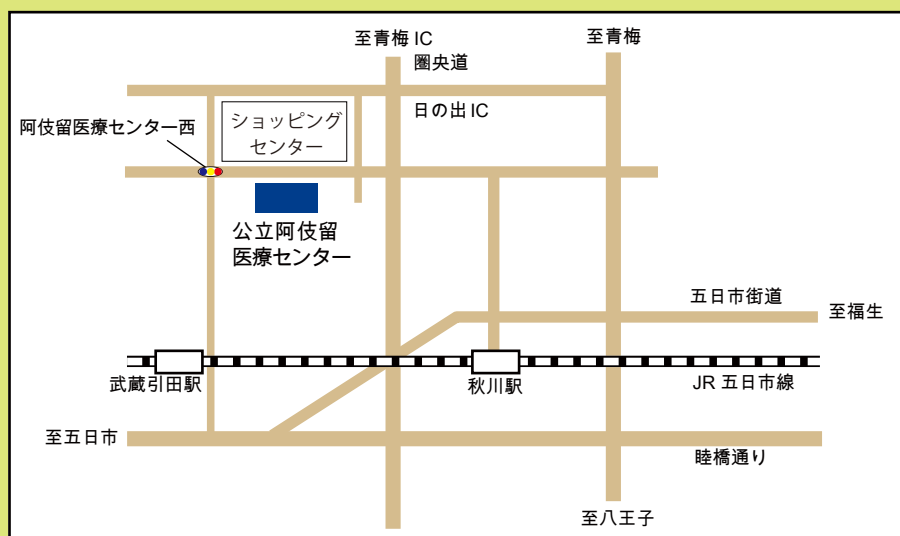 至青梅 IC
圏央道
至青梅
日の出 IC
阿伎留医療センター西
ショッピング
センター
公立阿伎留
医療センター
五日市街道
至福生
武蔵引田駅
秋川駅
JR 五日市線
至五日市
睦橋通り
至八王子